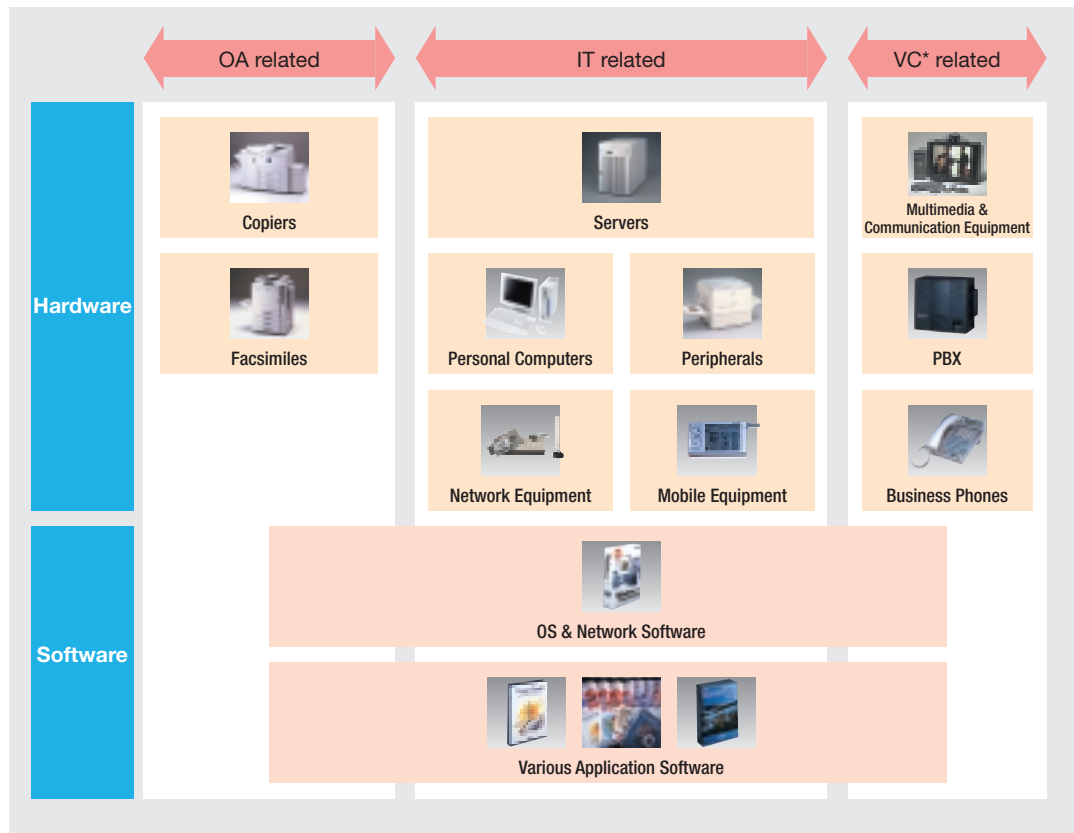 OA related
IT related
VC* related
Hardware
Copiers
Servers
Multimedia &
Communication Equipment
Facsimiles
Personal Computers
Peripherals
PBX
Network Equipment
Mobile Equipment
Business Phones
Software
OS & Network Software
Various Application Software